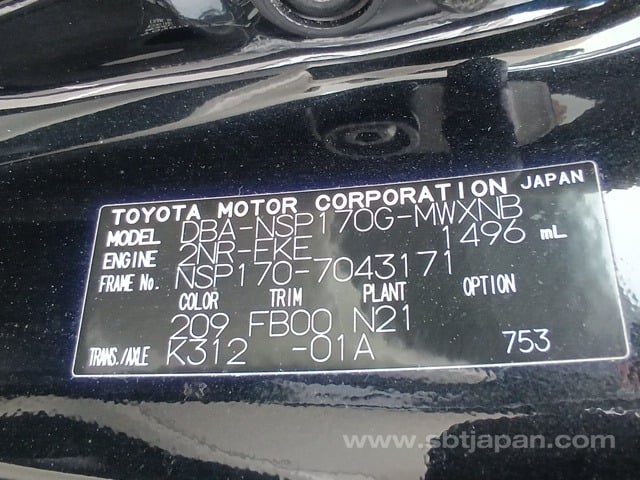 TOYOTA MOTOR CORPORATION JAPAN
MODEL DBA-NSP170G-MWXNB
ENGINE 2NR-FKE 1496 mL
FRAME No. NSP170-7043171
COLOR TRIM PLANT OPTION
209 FB00 N21
TRANS./AXLE K312 -01A 753
www.sbtjapan.com